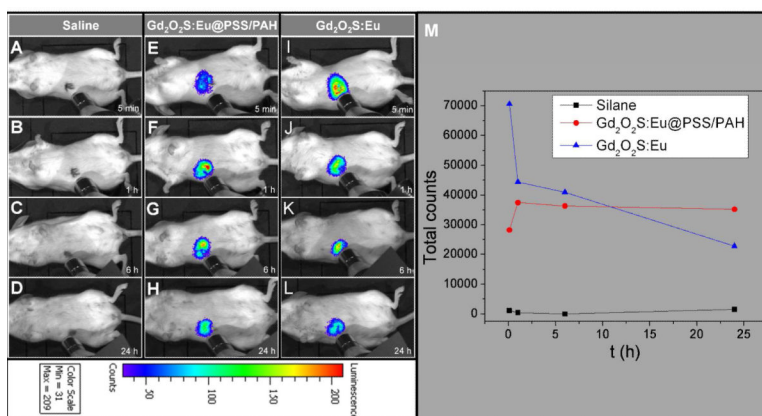 Saline
Gd₂O₂S:Eu@PSS/PAH
Gd₂O₂S:Eu
A
5 min
E
5 min
I
5 min
B
1 h
F
1 h
J
1 h
C
6 h
G
6 h
K
6 h
D
24 h
H
24 h
L
24 h
Color Scale
Min = 31
Max = 209
Counts
50
100
150
200
Luminescence
M
Total counts
70000
60000
50000
40000
30000
20000
10000
0
Silane
Gd₂O₂S:Eu@PSS/PAH
Gd₂O₂S:Eu
0
5
10
15
20
25
t (h)